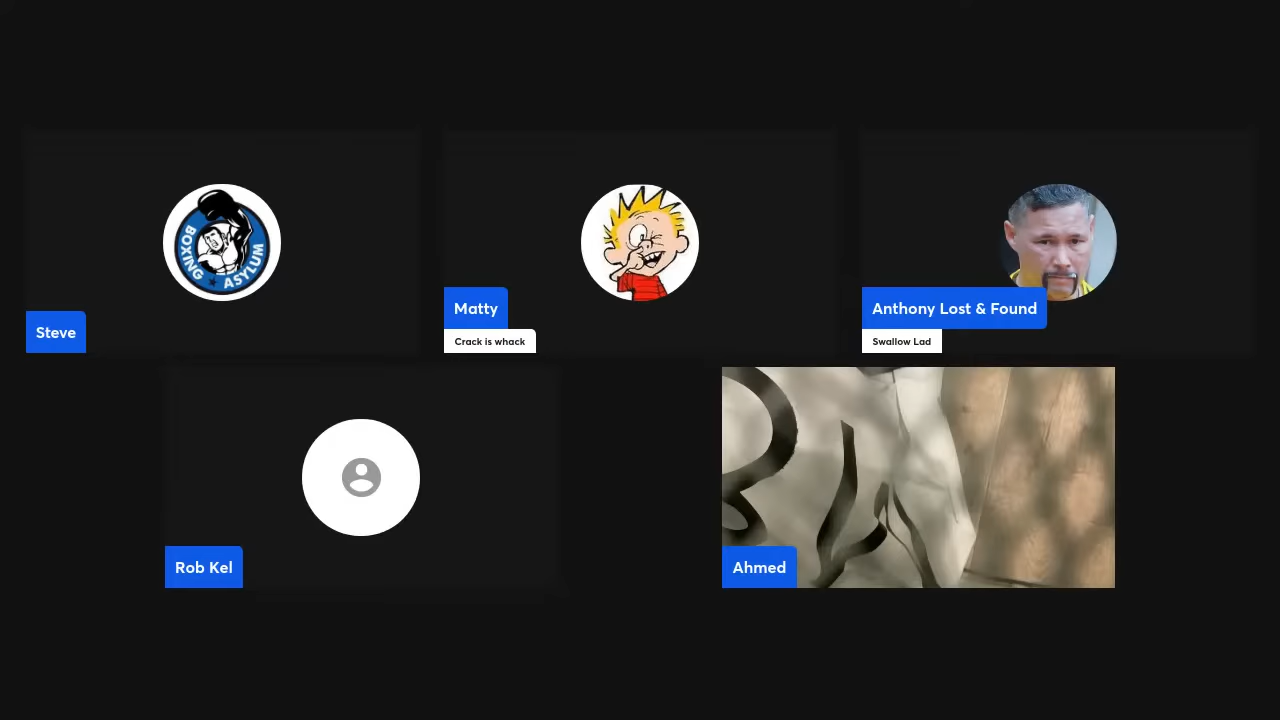 BOXING ASYLUM
Steve
Matty
Crack is whack
Anthony Lost & Found
Swallow Lad
Rob Kel
Ahmed